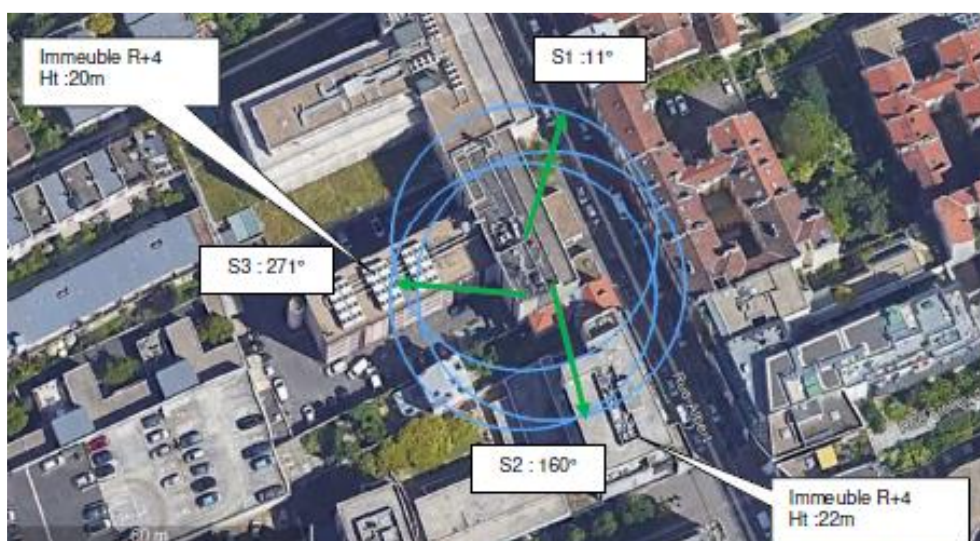 Immeuble R+4
Ht :20m
S1 :11°
S3 : 271°
S2 : 160°
Immeuble R+4
Ht :22m